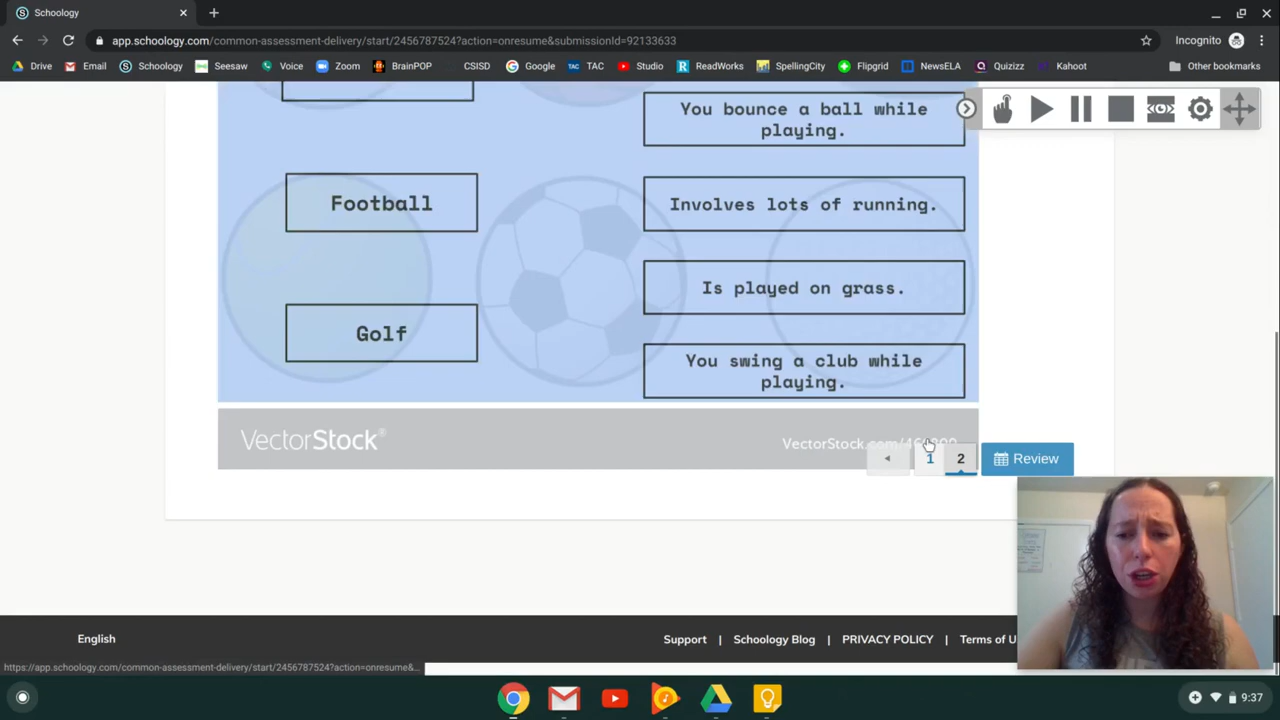 Schoology
app.schoology.com/common-assessment-delivery/start/2456787524?action=onresume&submissionId=92133633
Incognito
Drive Email Schoology Seesaw Voice Zoom BrainPOP CSISD Google TAC Studio ReadWorks SpellingCity Flipgrid NewsELA Quizizz Kahoot Other bookmarks
You bounce a ball while
playing.
Football
Involves lots of running.
Is played on grass.
Golf
You swing a club while
playing.
VectorStock®
1 2 Review
English
Support | Schoology Blog | PRIVACY POLICY | Terms of U
https://app.schoology.com/common-assessment-delivery/start/2456787524?action=onresume&...
9:37